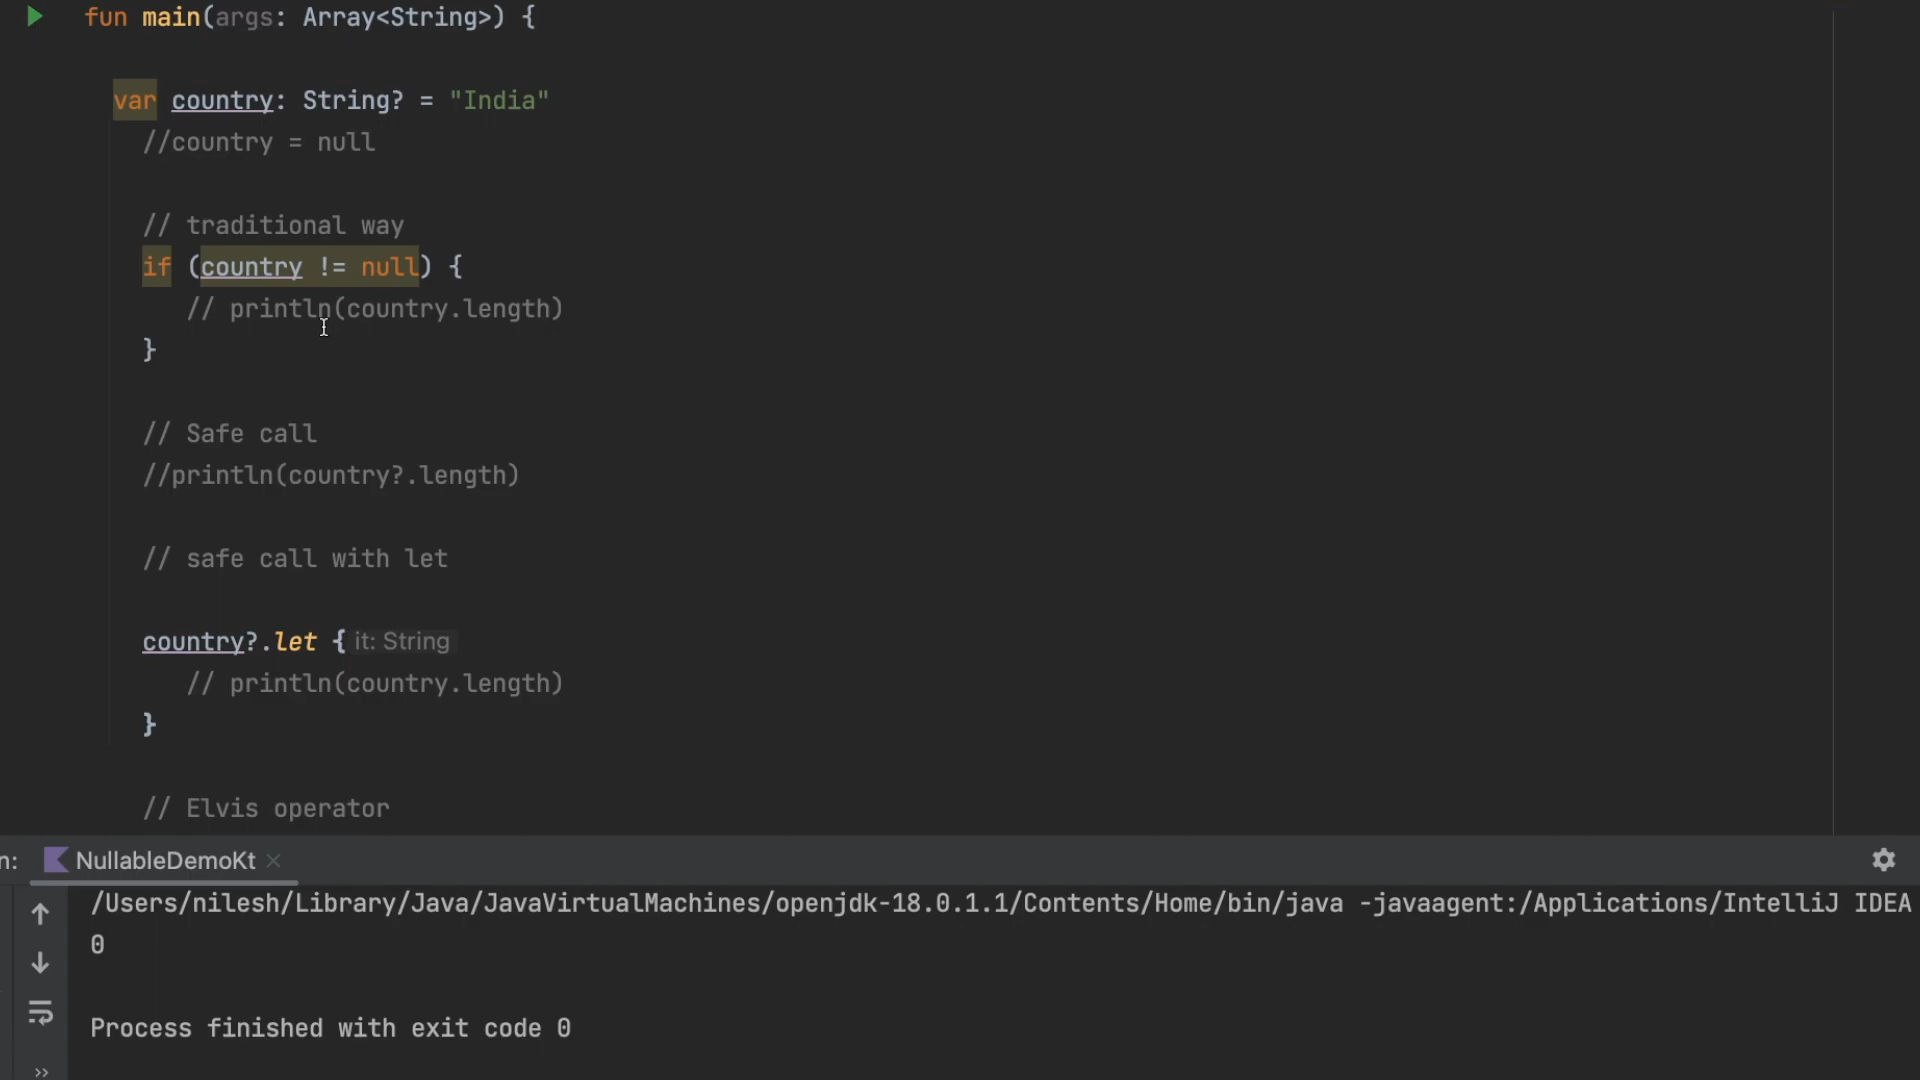 fun main(args: Array<String>) {
var country: String? = "India"
//country = null
// traditional way
if (country != null) {
// println(country.length)
}
// Safe call
//println(country?.length)
// safe call with let
country?.let { it: String
// println(country.length)
}
// Elvis operator
n: NullableDemoKt ×
/Users/nilesh/Library/Java/JavaVirtualMachines/openjdk-18.0.1.1/Contents/Home/bin/java -javaagent:/Applications/IntelliJ IDEA
0
Process finished with exit code 0